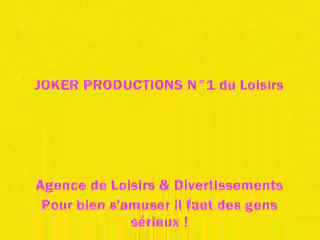 JOKER PRODUCTIONS N°1 du Loisirs
Agence de Loisirs & Divertissements
Pour bien s'amuser il faut des gens
sérieux !